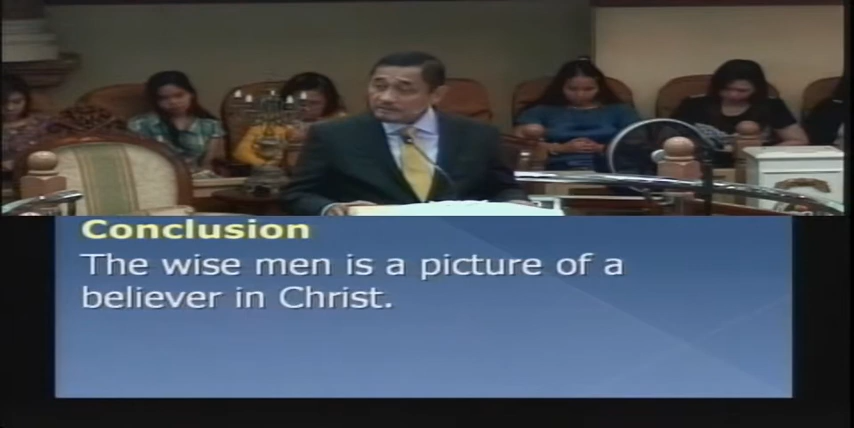 Conclusion
The wise men is a picture of a
believer in Christ.